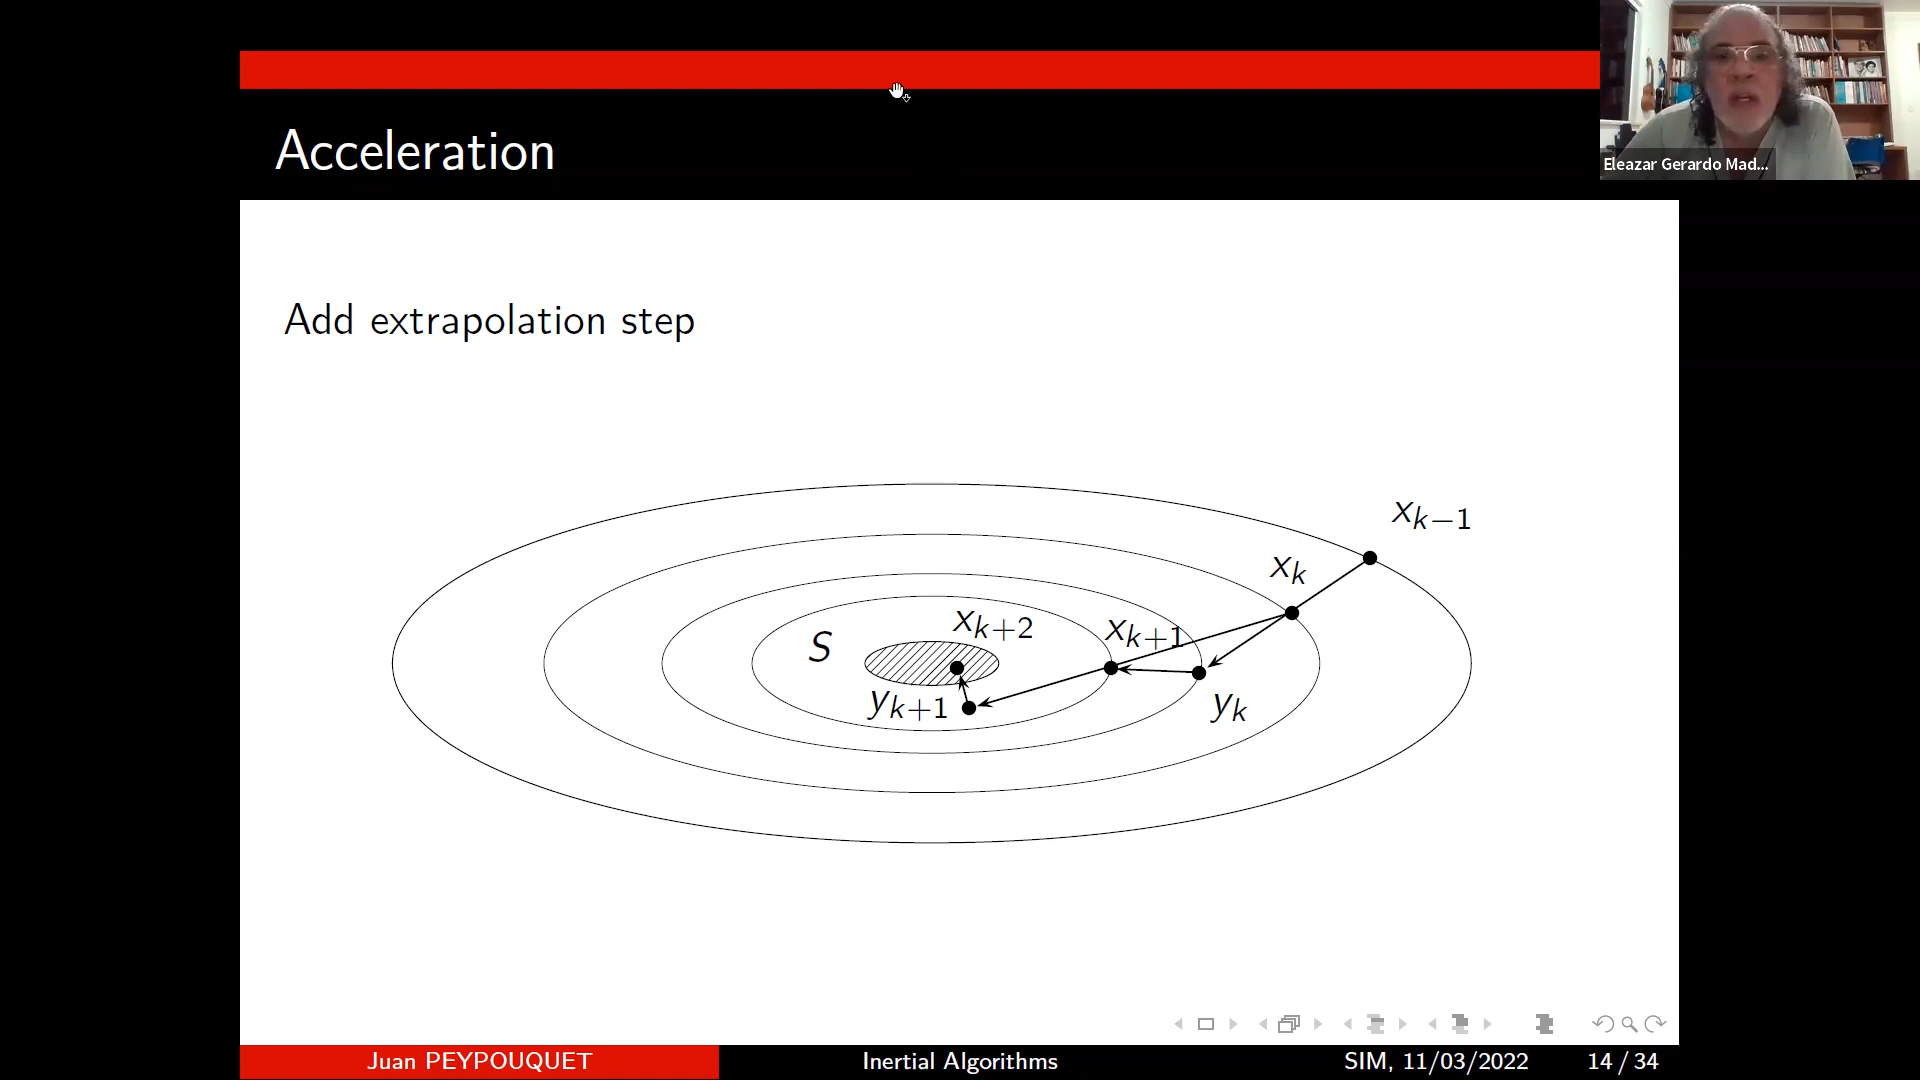 Eleazar Gerardo Mad...
Acceleration
Add extrapolation step
x_{k−1}
x_k
S
x_{k+2}
x_{k+1}
y_{k+1}
y_k
Juan PEYPOUQUET
Inertial Algorithms
SIM, 11/03/2022
14 / 34